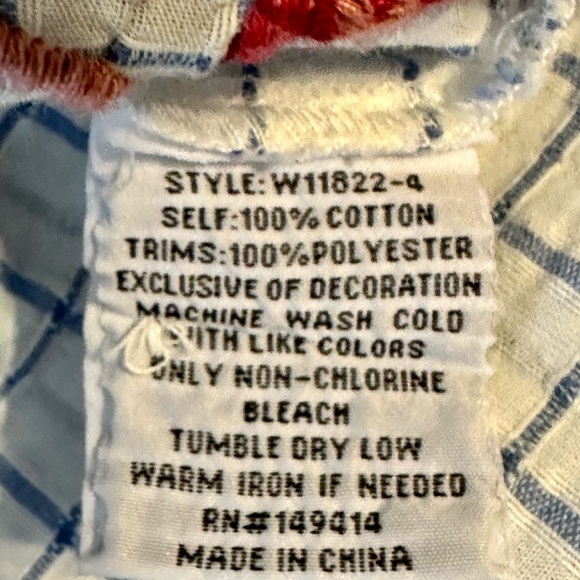 STYLE:W11822-4
SELF:100% COTTON
TRIMS:100%POLYESTER
EXCLUSIVE OF DECORATION
MACHINE WASH COLD
WITH LIKE COLORS
ONLY NON-CHLORINE
BLEACH
TUMBLE DRY LOW
WARM IRON IF NEEDED
RN#149414
MADE IN CHINA